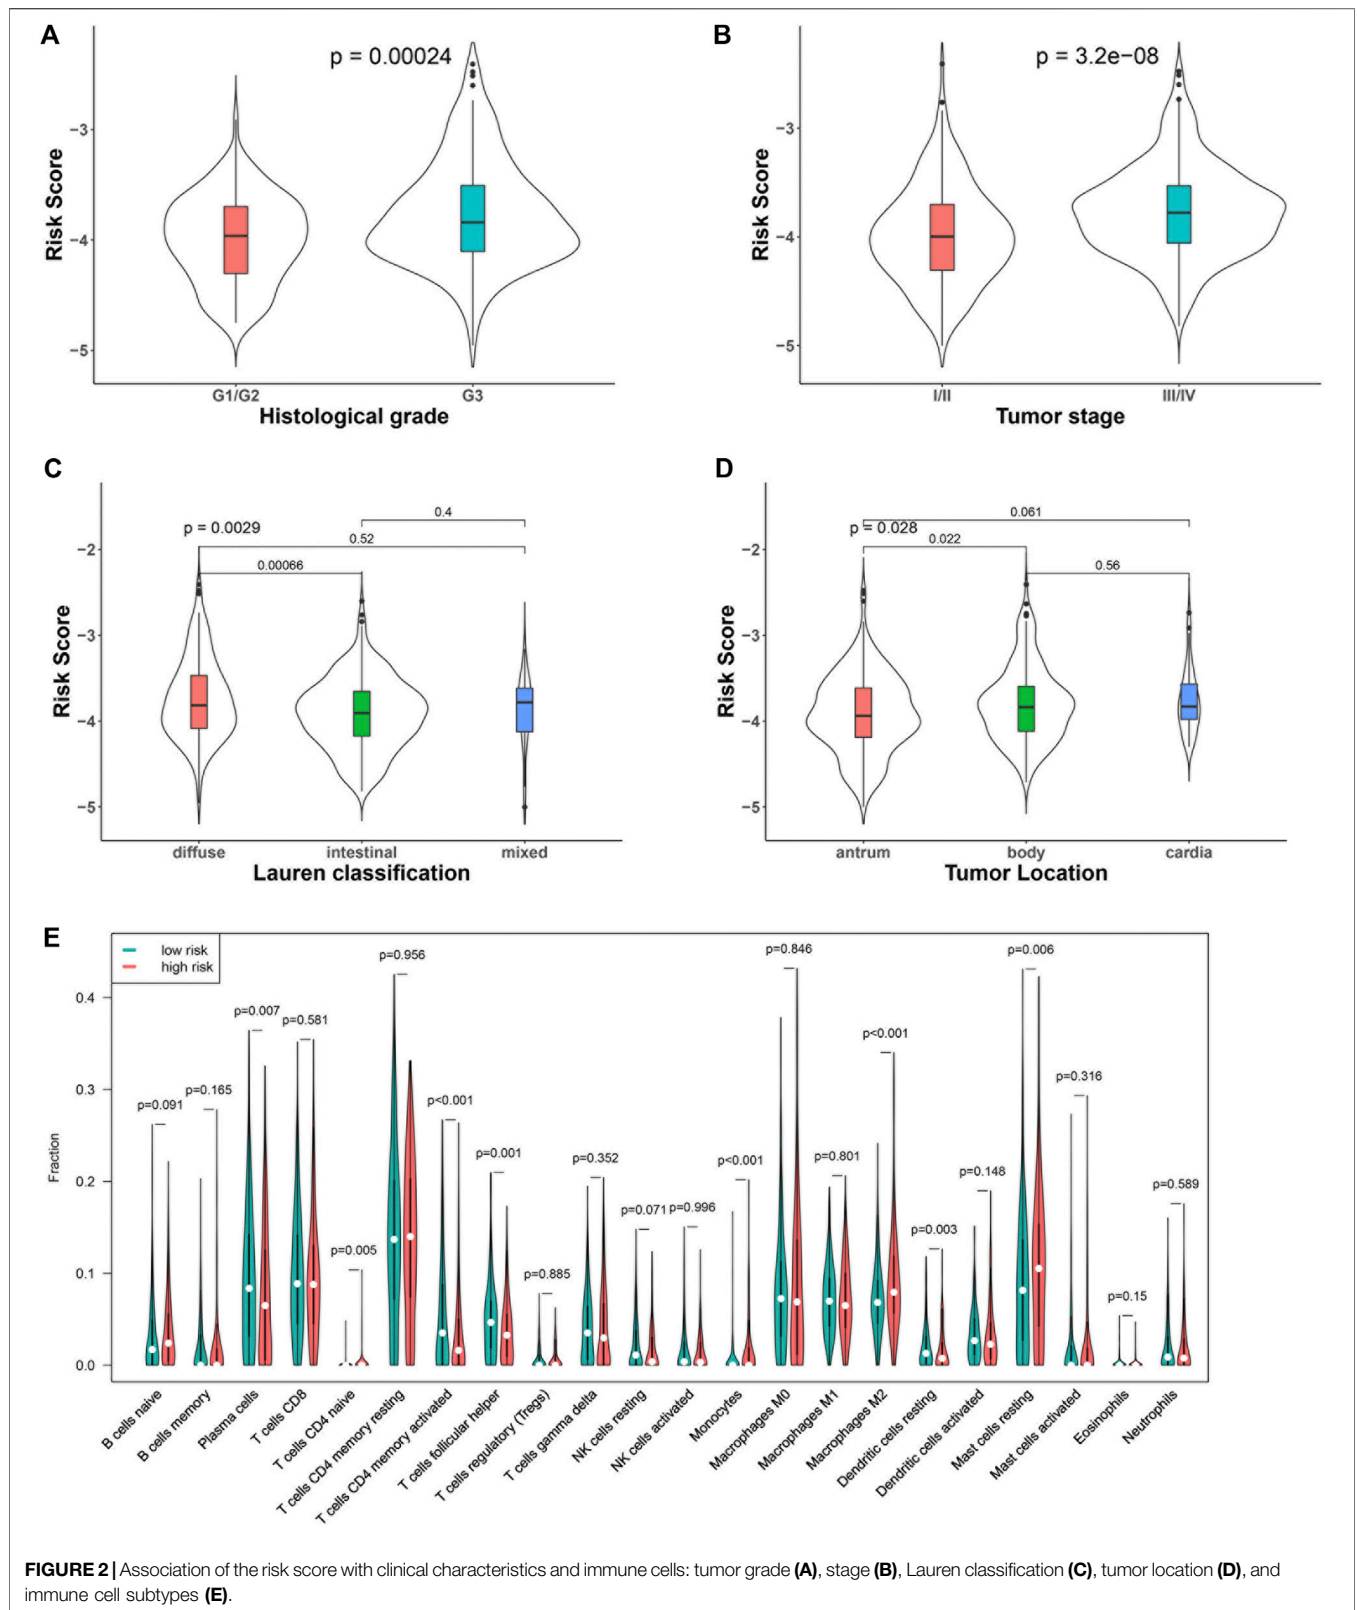 A
p = 0.00024
Risk Score
−3
−4
−5
G1/G2
G3
Histological grade
B
p = 3.2e−08
Risk Score
−3
−4
−5
I/II
III/IV
Tumor stage
C
p = 0.0029
0.4
0.52
0.00066
Risk Score
−2
−3
−4
−5
diffuse
intestinal
mixed
Lauren classification
D
p = 0.028
0.061
0.022
0.56
Risk Score
−2
−3
−4
−5
antrum
body
cardia
Tumor Location
E
low risk
high risk
Fraction
0.4
0.3
0.2
0.1
0.0
p=0.091
p=0.165
p=0.007
p=0.581
p=0.005
p=0.956
p<0.001
p=0.001
p=0.885
p=0.352
p=0.071
p=0.996
p<0.001
p=0.846
p=0.801
p<0.001
p=0.003
p=0.148
p=0.006
p=0.316
p=0.15
p=0.589
B cells naive
B cells memory
Plasma cells
T cells CD8
T cells CD4 naive
T cells CD4 memory resting
T cells CD4 memory activated
T cells follicular helper
T cells regulatory (Tregs)
T cells gamma delta
NK cells resting
NK cells activated
Monocytes
Macrophages M0
Macrophages M1
Macrophages M2
Dendritic cells resting
Dendritic cells activated
Mast cells resting
Mast cells activated
Eosinophils
Neutrophils
FIGURE 2 | Association of the risk score with clinical characteristics and immune cells: tumor grade (A), stage (B), Lauren classification (C), tumor location (D), and
immune cell subtypes (E).